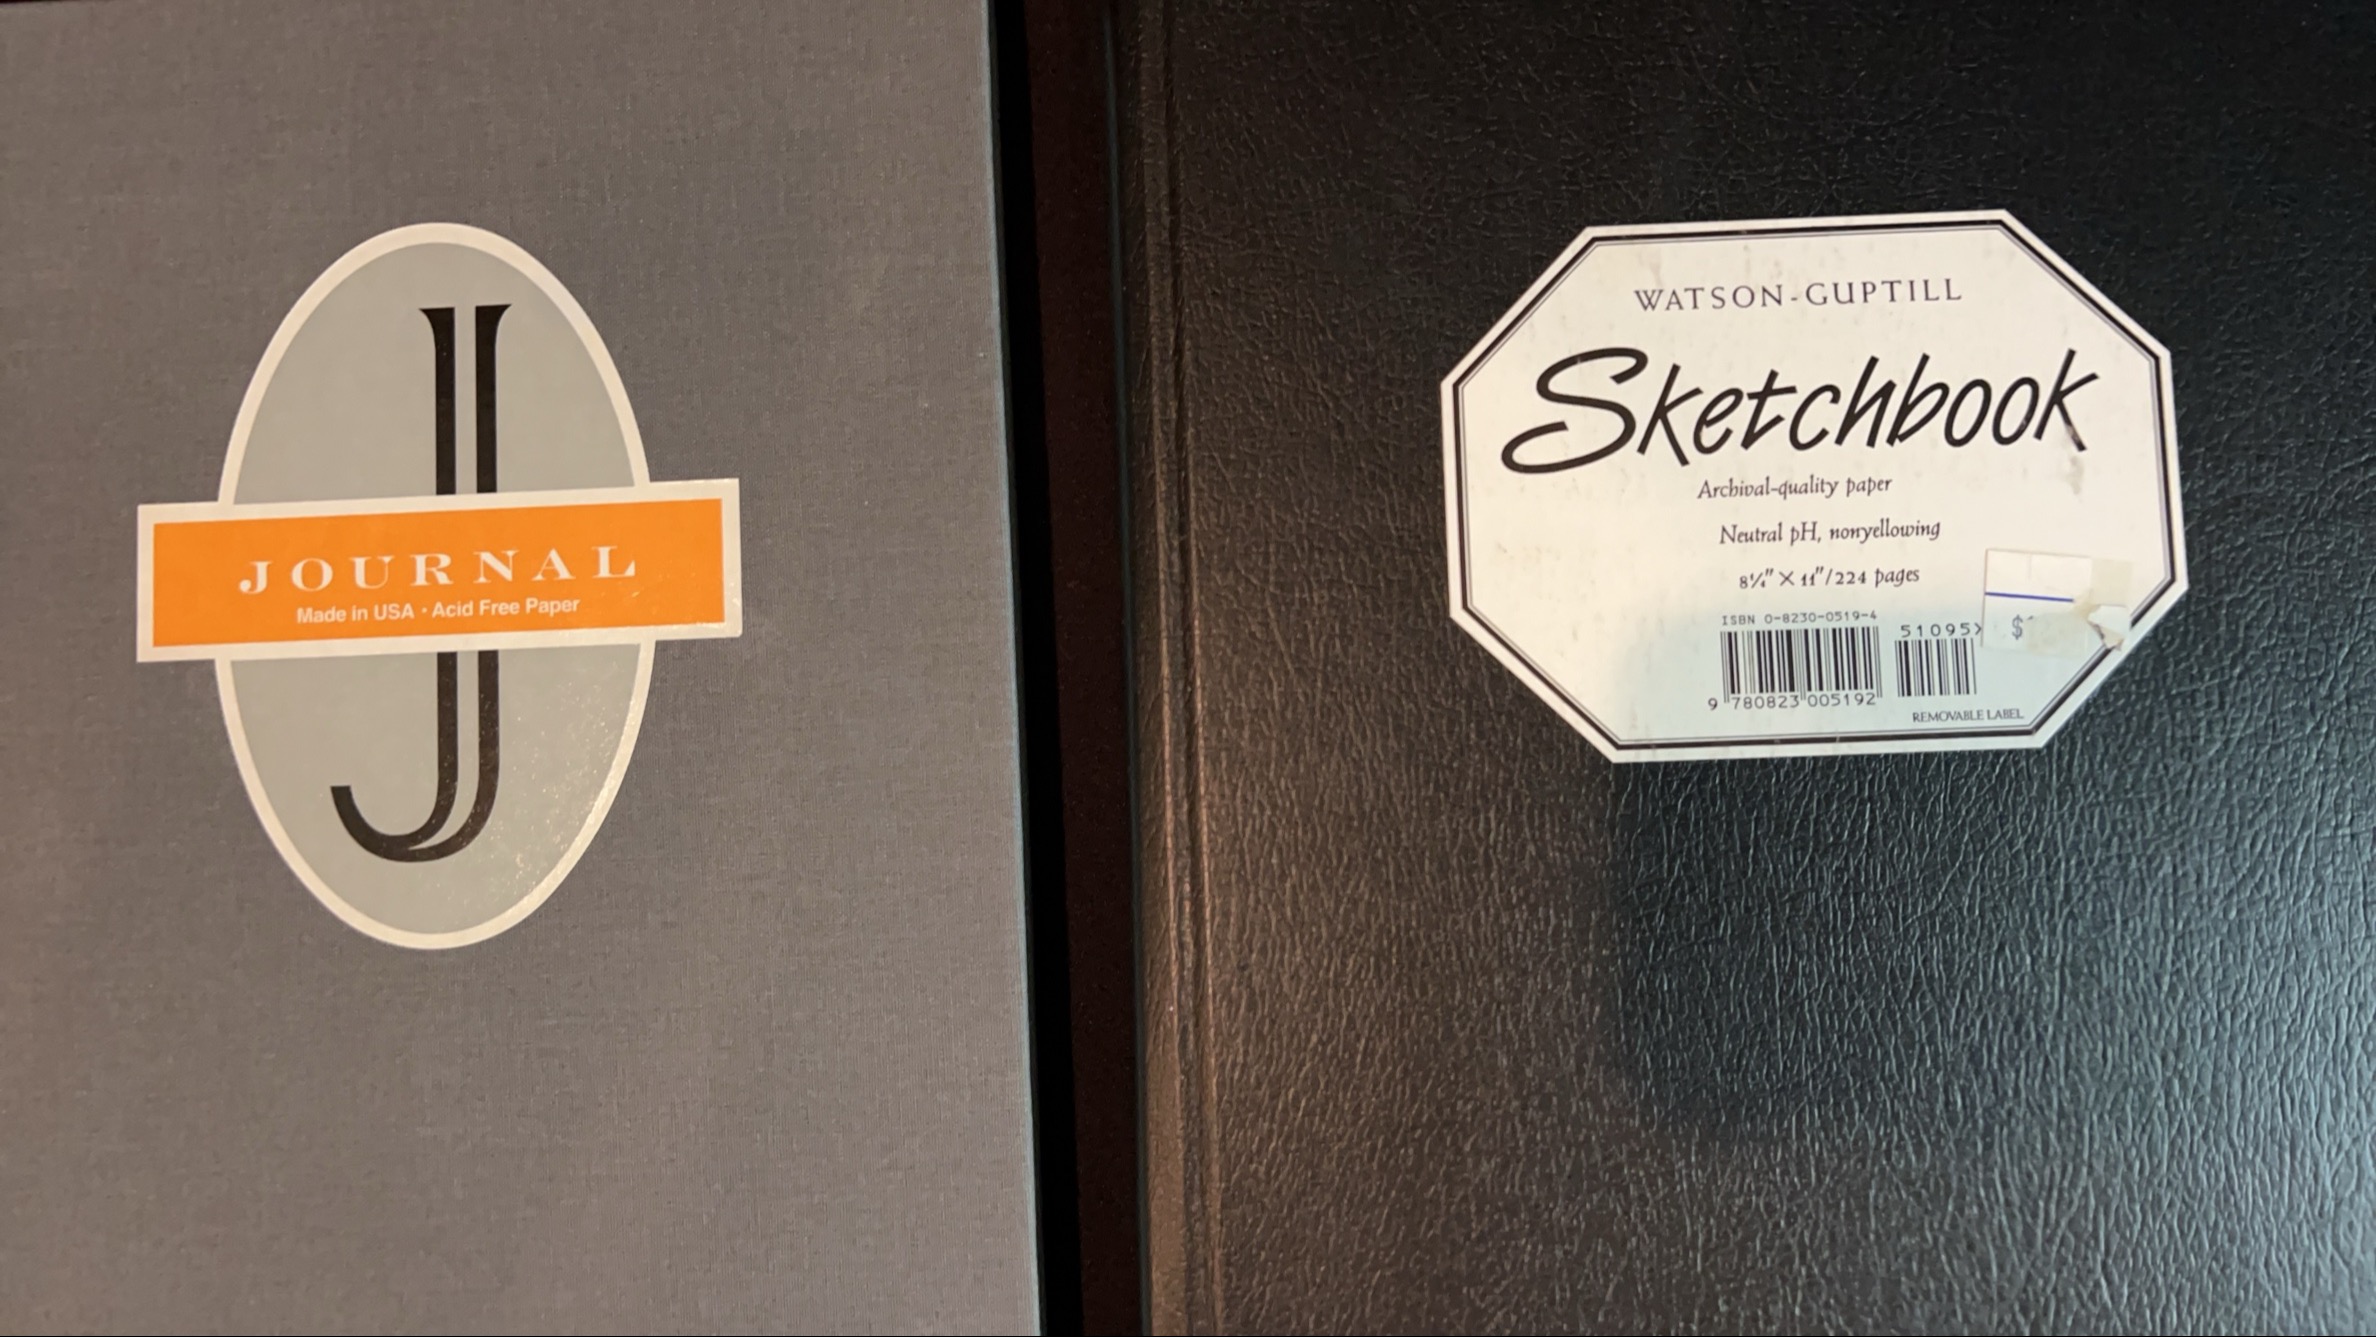 J
JOURNAL
Made in USA · Acid Free Paper
WATSON-GUPTILL
Sketchbook
Archival-quality paper
Neutral pH, nonyellowing
8¼" X 11"/224 pages
ISBN 0-8230-0519-4
51095>
$
9 780823 005192
REMOVABLE LABEL